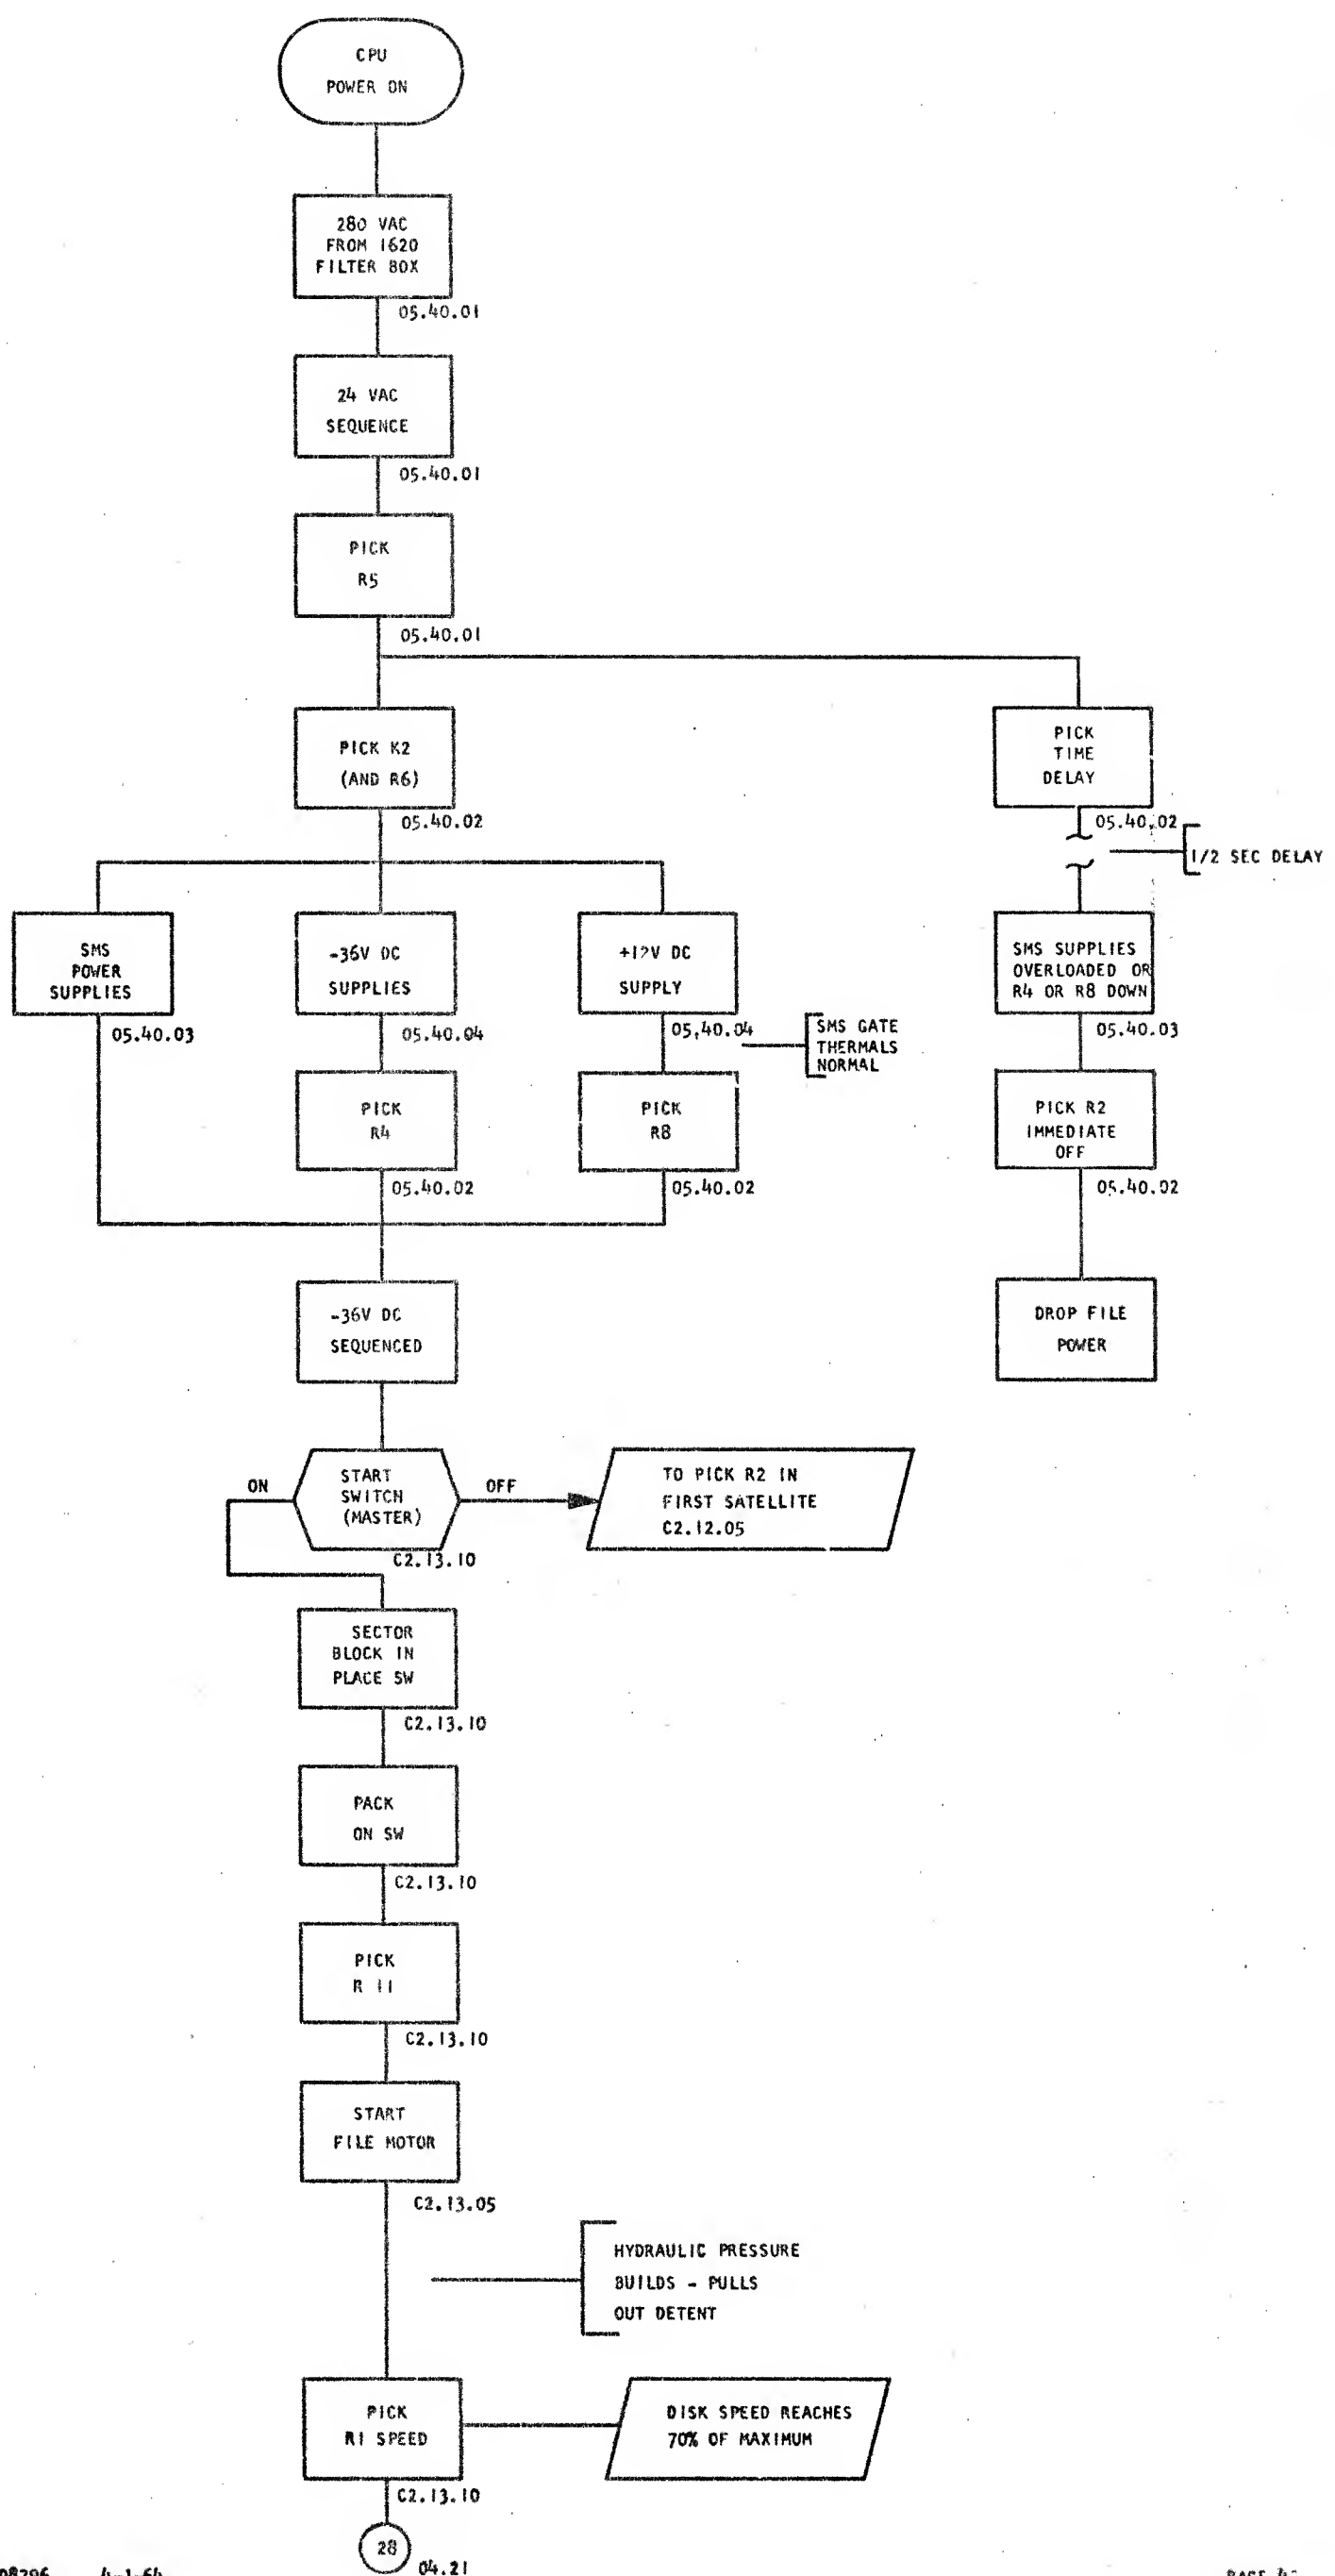 CPU
POWER ON
280 VAC
FROM 1620
FILTER BOX
05.40.01
24 VAC
SEQUENCE
05.40.01
PICK
R5
05.40.01
PICK K2
(AND R6)
05.40.02
PICK
TIME
DELAY
05.40.02
1/2 SEC DELAY
SMS
POWER
SUPPLIES
05.40.03
-36V DC
SUPPLIES
05.40.04
+12V DC
SUPPLY
05.40.04
SMS GATE
THERMALS
NORMAL
SMS SUPPLIES
OVERLOADED OR
R4 OR R8 DOWN
05.40.03
PICK
R4
05.40.02
PICK
R8
05.40.02
PICK R2
IMMEDIATE
OFF
05.40.02
-36V DC
SEQUENCED
DROP FILE
POWER
ON
START
SWITCH
(MASTER)
OFF
C2.13.10
TO PICK R2 IN
FIRST SATELLITE
C2.12.05
SECTOR
BLOCK IN
PLACE SW
C2.13.10
PACK
ON SW
C2.13.10
PICK
R 11
C2.13.10
START
FILE MOTOR
C2.13.05
HYDRAULIC PRESSURE
BUILDS - PULLS
OUT DETENT
PICK
R1 SPEED
C2.13.10
DISK SPEED REACHES
70% OF MAXIMUM
28
04.21
4-1-64
PAGE